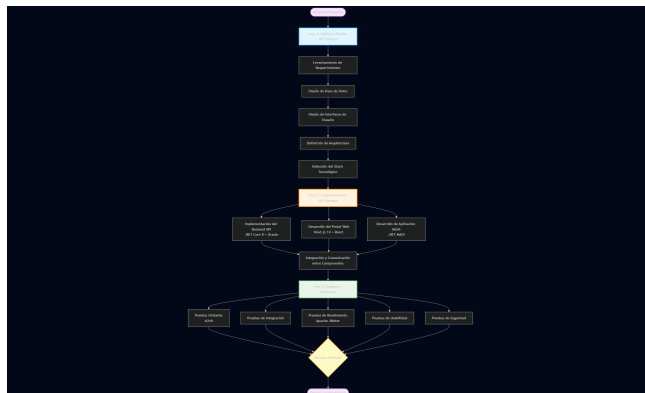 Levantamiento de
Requerimientos
Diseño de Base de Datos
Diseño de Interfaces de
Usuario
Definición de Arquitectura
Selección del Stack
Tecnológico
Implementación del
Backend API
.NET Core 8 + Oracle
Desarrollo del Portal Web
Next.js 14 + React
Desarrollo de Aplicación
Móvil
.NET MAUI
Integración y Comunicación
entre Componentes
Pruebas Unitarias
xUnit
Pruebas de Integración
Pruebas de Rendimiento
Apache JMeter
Pruebas de Usabilidad
Pruebas de Seguridad